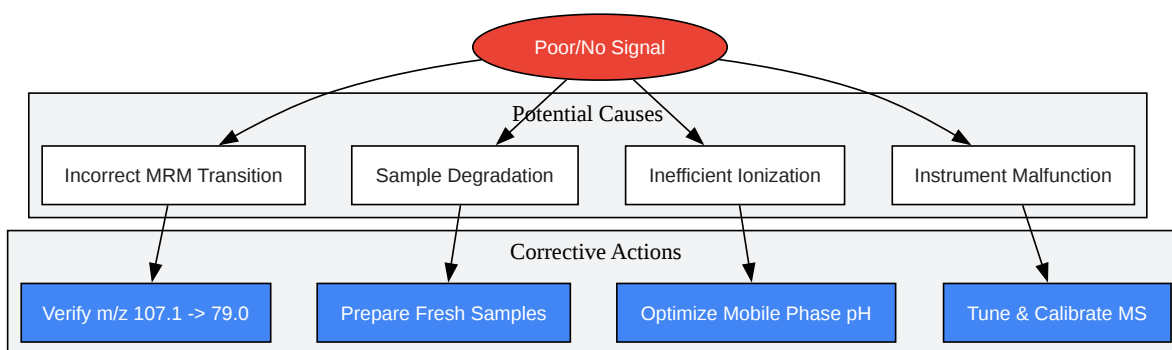 Poor/No Signal
Potential Causes
Incorrect MRM Transition
Sample Degradation
Inefficient Ionization
Instrument Malfunction
Corrective Actions
Verify m/z 107.1 -> 79.0
Prepare Fresh Samples
Optimize Mobile Phase pH
Tune & Calibrate MS